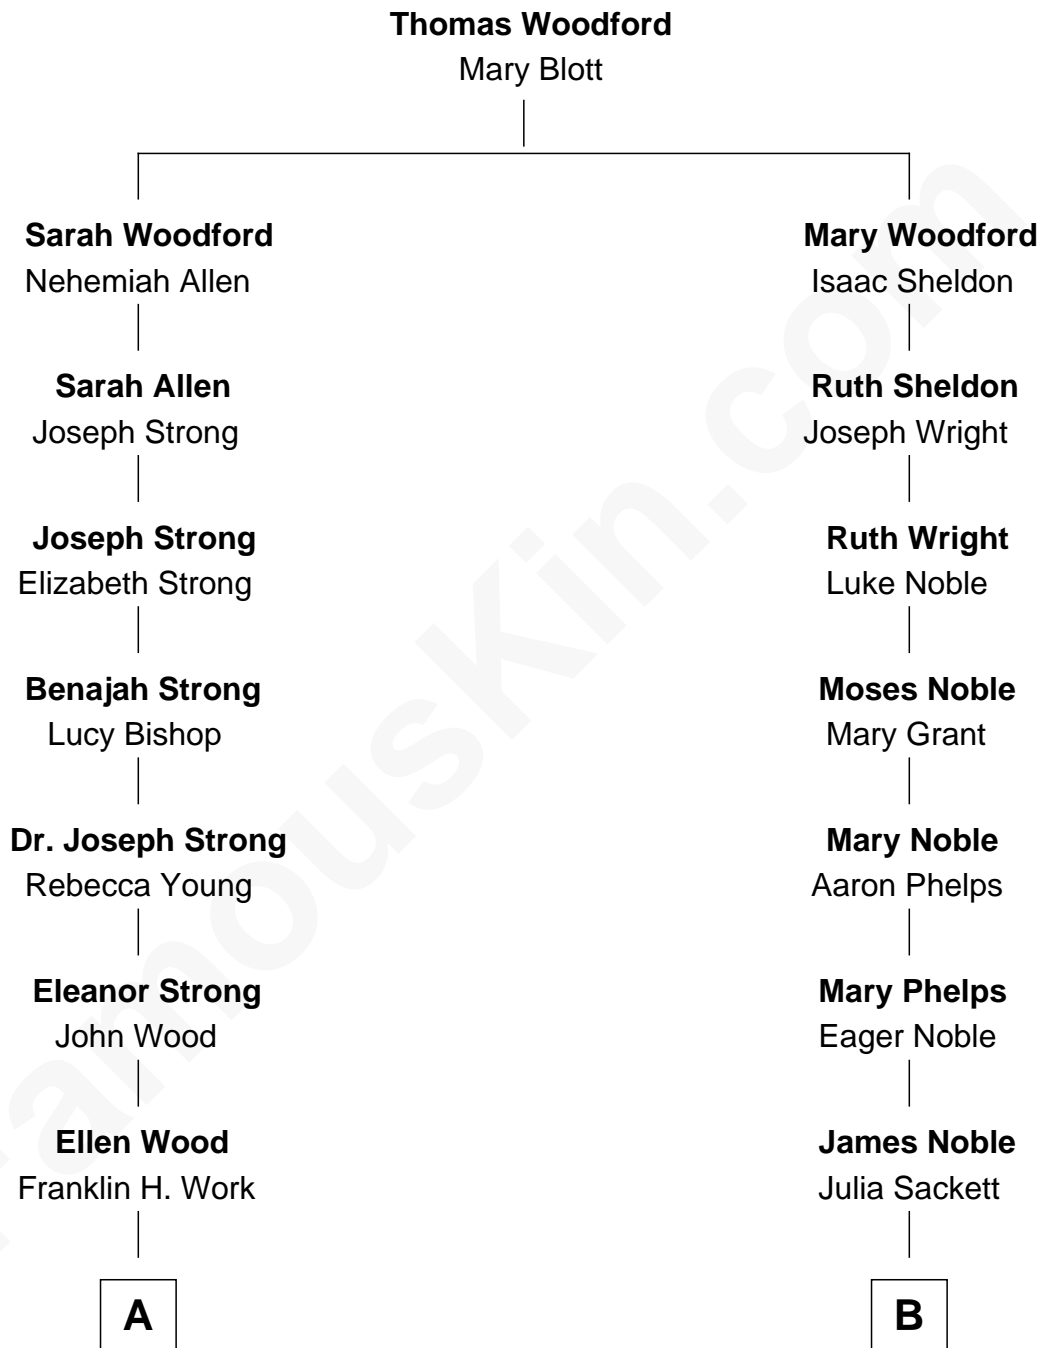 Thomas Woodford
Mary Blott
Sarah Woodford
Nehemiah Allen
Mary Woodford
Isaac Sheldon
Sarah Allen
Joseph Strong
Ruth Sheldon
Joseph Wright
Joseph Strong
Elizabeth Strong
Ruth Wright
Luke Noble
Benajah Strong
Lucy Bishop
Moses Noble
Mary Grant
Dr. Joseph Strong
Rebecca Young
Mary Noble
Aaron Phelps
Eleanor Strong
John Wood
Mary Phelps
Eager Noble
Ellen Wood
Franklin H. Work
James Noble
Julia Sackett
A
B
FamousKin.com